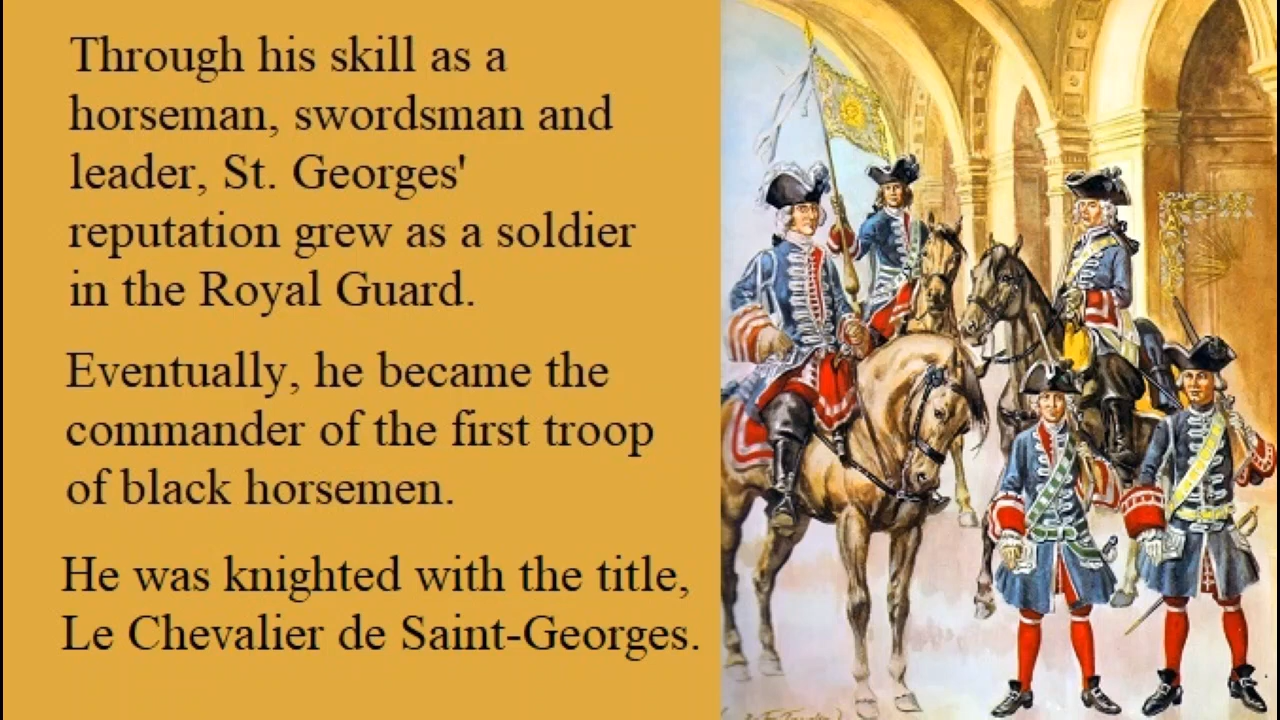 Through his skill as a
horseman, swordsman and
leader, St. Georges'
reputation grew as a soldier
in the Royal Guard.
Eventually, he became the
commander of the first troop
of black horsemen.
He was knighted with the title,
Le Chevalier de Saint-Georges.